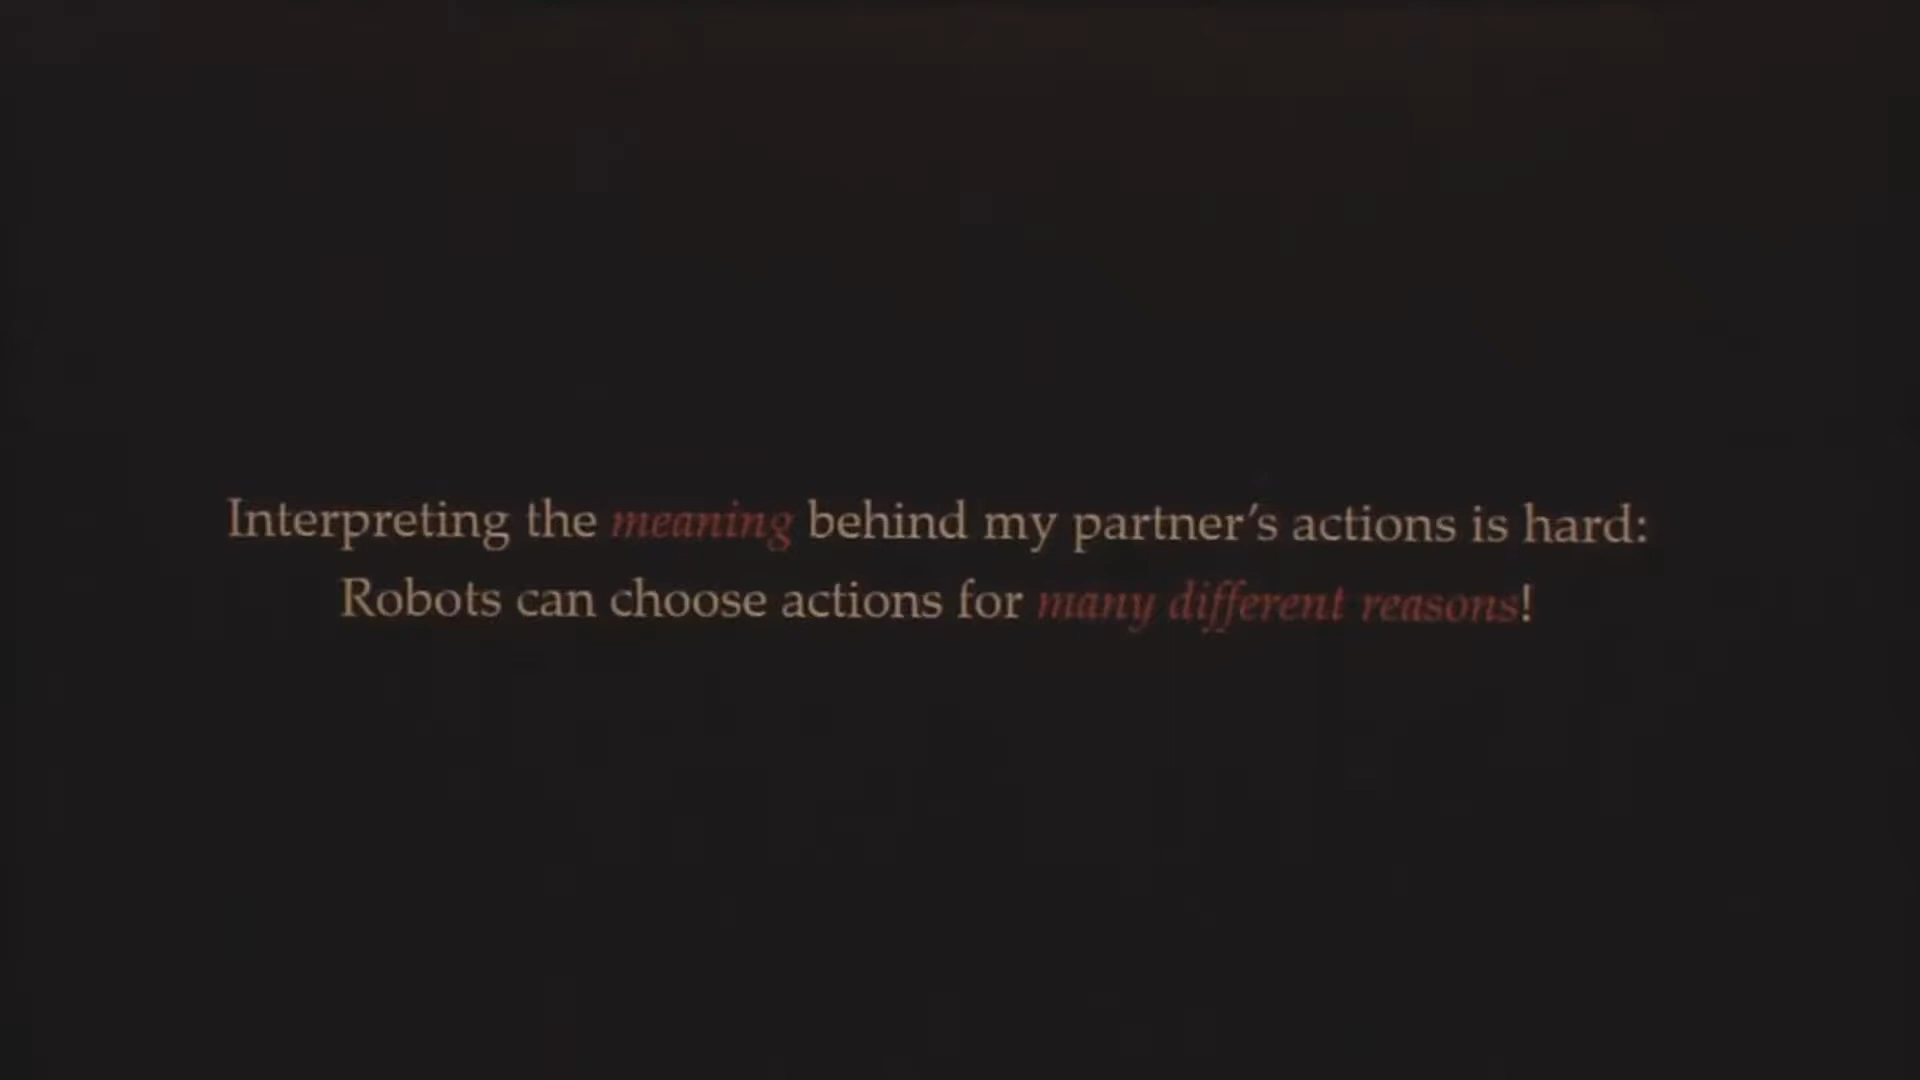 Interpreting the meaning behind my partner's actions is hard:
Robots can choose actions for many different reasons!